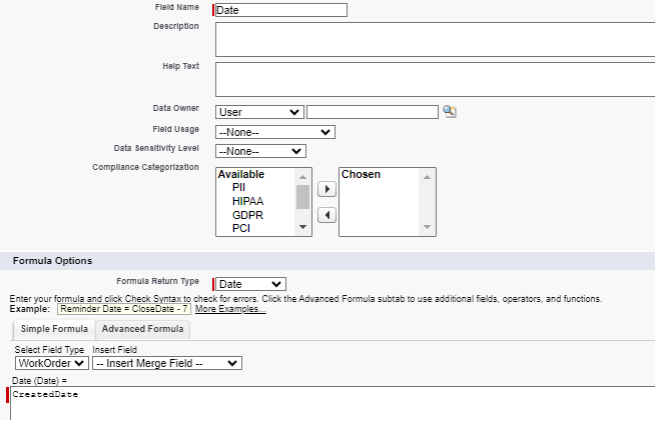 Field Name Date
Description
Help Text
Data Owner User
Field Usage --None--
Data Sensitivity Level --None--
Compliance Categorization
Available
PII
HIPAA
GDPR
PCI
Chosen
Formula Options
Formula Return Type Date
Enter your formula and click Check Syntax to check for errors. Click the Advanced Formula subtab to use additional fields, operators, and functions.
Example: Reminder Date = CloseDate - 7 More Examples...
Simple Formula Advanced Formula
Select Field Type Insert Field
WorkOrder -- Insert Merge Field --
Date (Date) =
CreatedDate